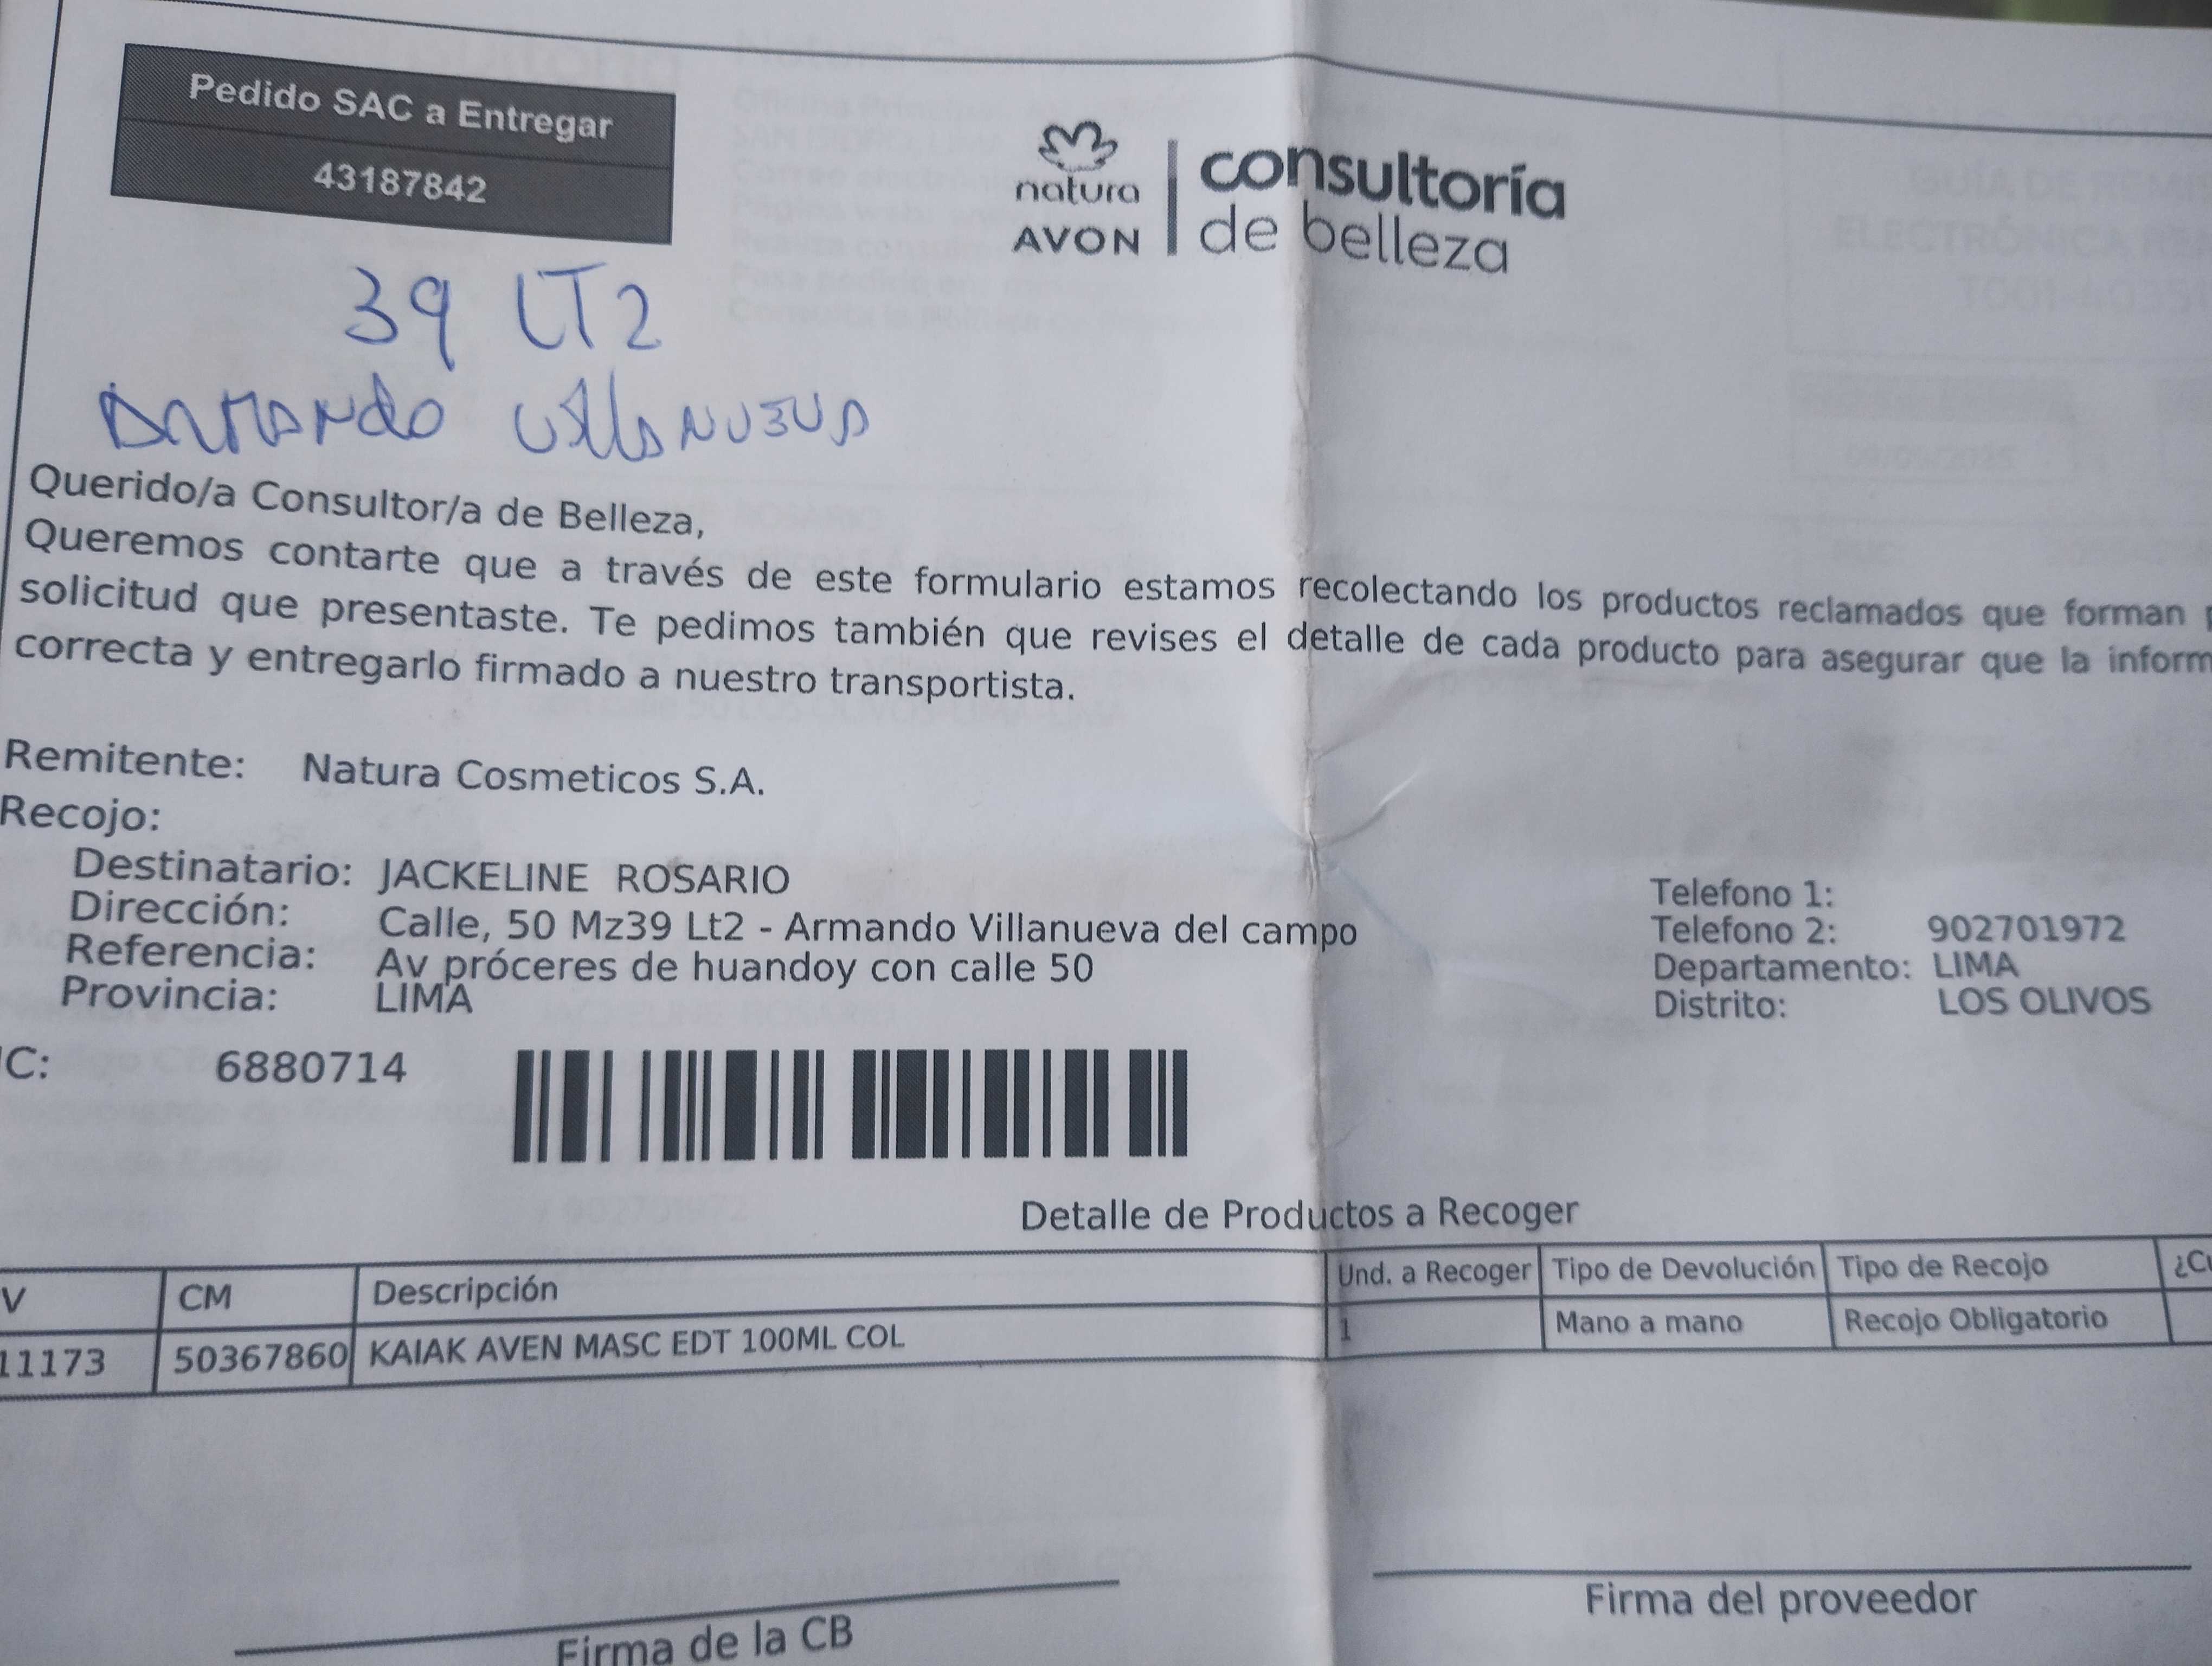 Pedido SAC a Entregar
43187842
natura
AVON
consultoría
de belleza
39 LT2
Armando Villanueva
Querido/a Consultor/a de Belleza,
Queremos contarte que a través de este formulario estamos recolectando los productos reclamados que forman
solicitud que presentaste. Te pedimos también que revises el detalle de cada producto para asegurar que la inform
correcta y entregarlo firmado a nuestro transportista.
Remitente: Natura Cosmeticos S.A.
Recojo:
Destinatario: JACKELINE ROSARIO
Telefono 1:
Dirección: Calle, 50 Mz39 Lt2 - Armando Villanueva del campo
Telefono 2: 902701972
Referencia: Av próceres de huandoy con calle 50
Departamento: LIMA
Provincia: LIMA
Distrito: LOS OLIVOS
C: 6880714
Detalle de Productos a Recoger
V CM Descripción Und. a Recoger Tipo de Devolución Tipo de Recojo
11173 50367860 KAIAK AVEN MASC EDT 100ML COL 1 Mano a mano Recojo Obligatorio
Firma de la CB
Firma del proveedor